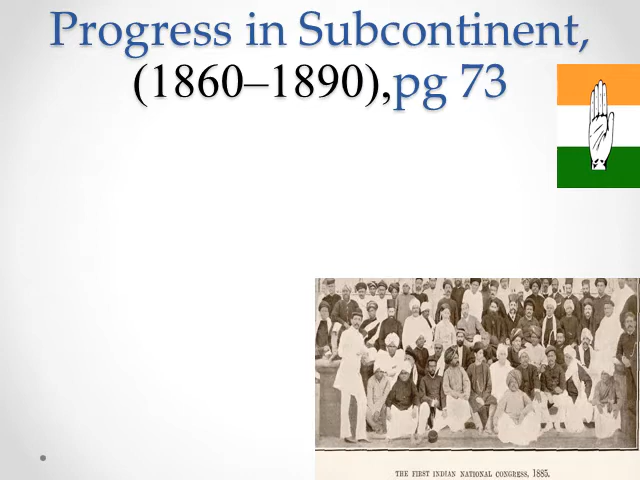 Progress in Subcontinent,
(1860–1890),pg 73
THE FIRST INDIAN NATIONAL CONGRESS, 1885.